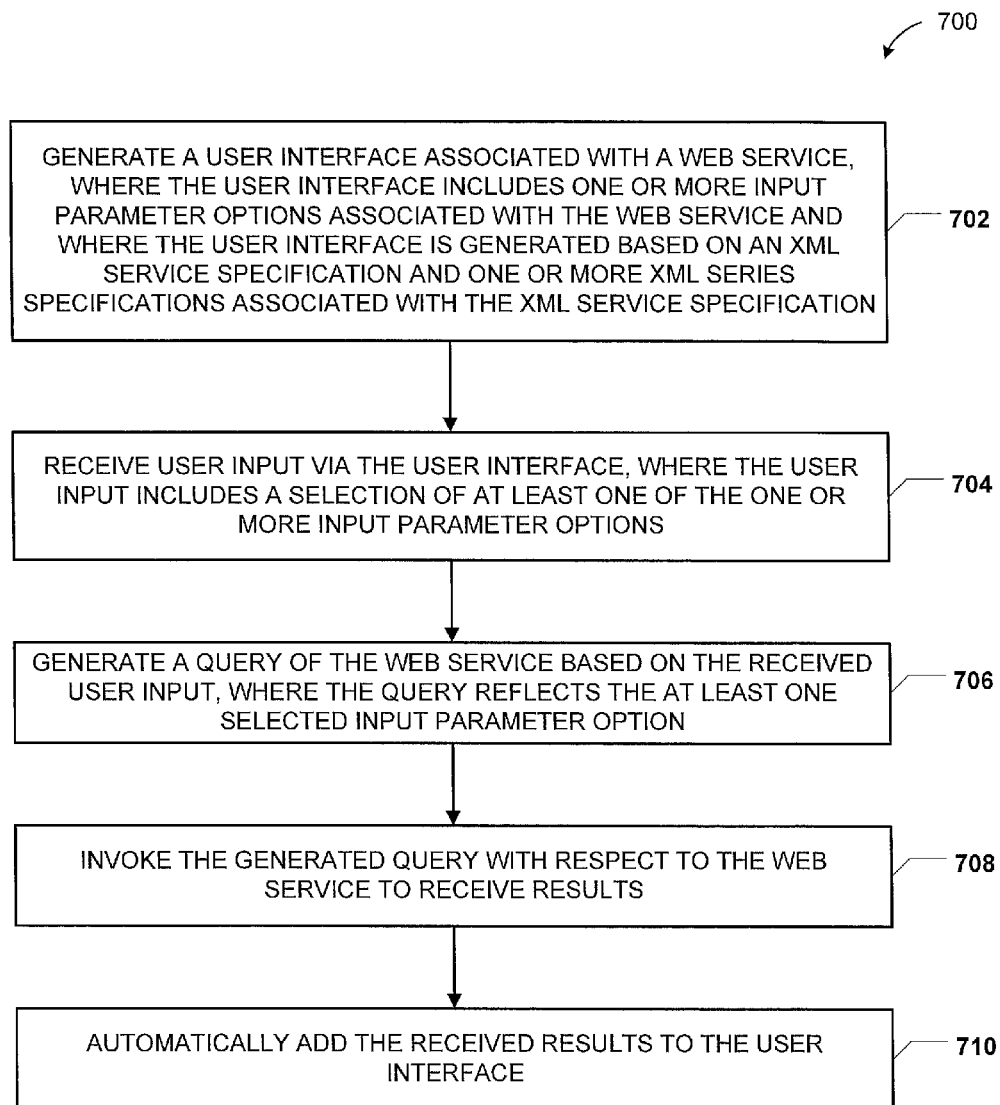 700
GENERATE A USER INTERFACE ASSOCIATED WITH A WEB SERVICE,
WHERE THE USER INTERFACE INCLUDES ONE OR MORE INPUT
PARAMETER OPTIONS ASSOCIATED WITH THE WEB SERVICE AND
WHERE THE USER INTERFACE IS GENERATED BASED ON AN XML
SERVICE SPECIFICATION AND ONE OR MORE XML SERIES
SPECIFICATIONS ASSOCIATED WITH THE XML SERVICE SPECIFICATION
702
RECEIVE USER INPUT VIA THE USER INTERFACE, WHERE THE USER
INPUT INCLUDES A SELECTION OF AT LEAST ONE OF THE ONE OR
MORE INPUT PARAMETER OPTIONS
704
GENERATE A QUERY OF THE WEB SERVICE BASED ON THE RECEIVED
USER INPUT, WHERE THE QUERY REFLECTS THE AT LEAST ONE
SELECTED INPUT PARAMETER OPTION
706
INVOKE THE GENERATED QUERY WITH RESPECT TO THE WEB
SERVICE TO RECEIVE RESULTS
708
AUTOMATICALLY ADD THE RECEIVED RESULTS TO THE USER
INTERFACE
710